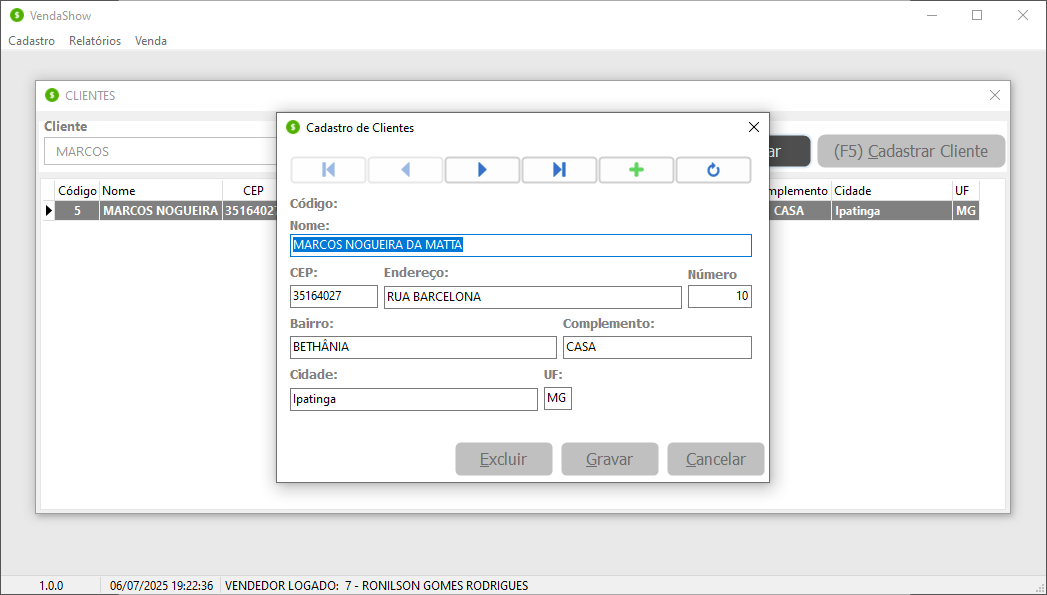 VendaShow
Cadastro Relatórios Venda
CLIENTES
Cliente
MARCOS
ar
(F5) Cadastrar Cliente
Código Nome CEP mplemento Cidade UF
5 MARCOS NOGUEIRA 3516402 CASA Ipatinga MG
Cadastro de Clientes
Código:
Nome:
MARCOS NOGUEIRA DA MATTA
CEP: Endereço: Número
35164027 RUA BARCELONA 10
Bairro: Complemento:
BETHÂNIA CASA
Cidade: UF:
Ipatinga MG
Excluir Gravar Cancelar
1.0.0 06/07/2025 19:22:36 VENDEDOR LOGADO: 7 - RONILSON GOMES RODRIGUES